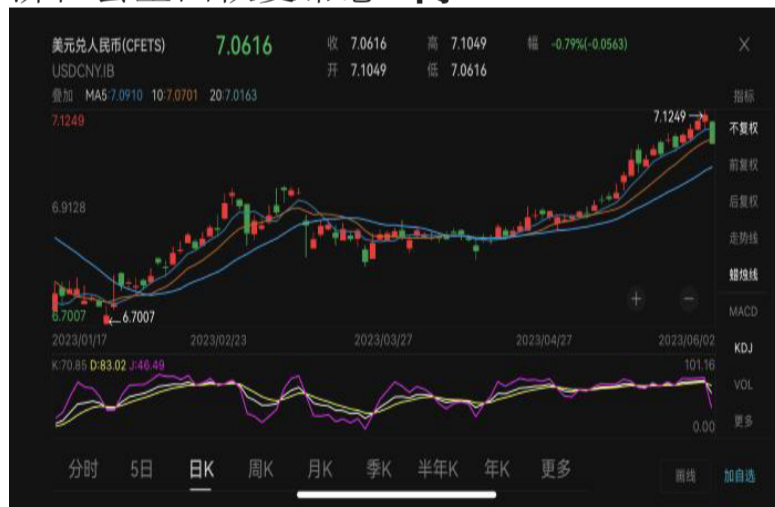 美元兑人民币(CFETS) 7.0616 收 7.0616 高 7.1049 幅 -0.79%(-0.0563)
USDCNY.IB 开 7.1049 低 7.0616
叠加 MA5:7.0910 10:7.0701 20:7.0163 指标
7.1249 7.1249 不复权
前复权
6.9128 后复权
走势线
蜡烛线
6.7007 6.7007 + − MACD
2023/01/17 2023/02/23 2023/03/27 2023/04/27 2023/06/02
KDJ
K:70.85 D:83.02 J:46.49 101.16
VOL
0.00 更多
分时 5日 日K 周K 月K 季K 半年K 年K 更多 画线 加自选